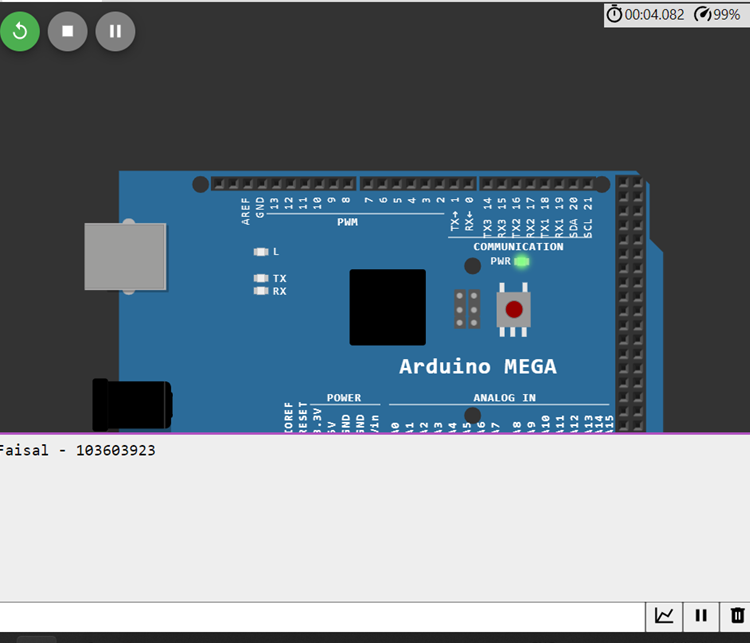 00:04.082 99%
AREF GND 13 12 11 10 9 8 7 6 5 4 3 2 TX→1 RX←0 TX3 14 RX3 15 TX2 16 RX2 17 TX1 18 RX1 19 SDA 20 SCL 21
PWM
COMMUNICATION
L
PWR
TX
RX
Arduino MEGA
POWER ANALOG IN
IOREF RESET 3.3V 5V GND GND Vin A0 A1 A2 A3 A4 A5 A6 A7 A8 A9 A10 A11 A12 A13 A14 A15
Faisal - 103603923